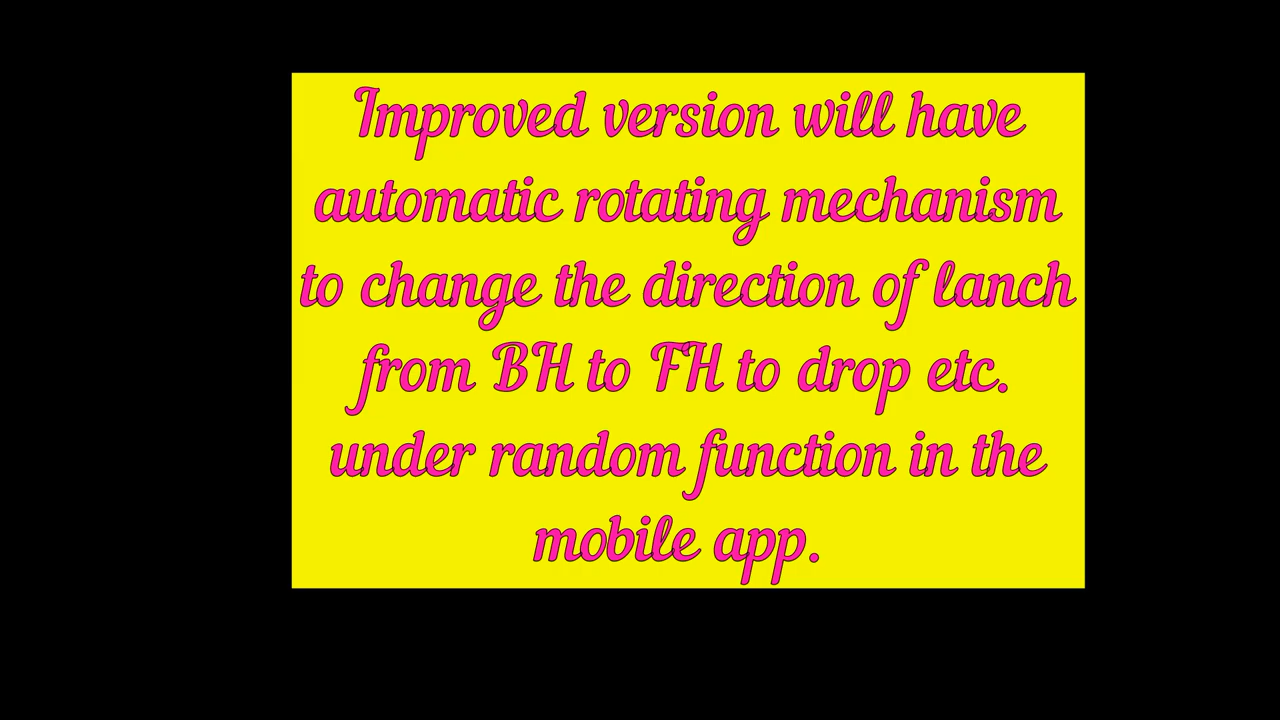 Improved version will have
automatic rotating mechanism
to change the direction of lanch
from BH to FH to drop etc.
under random function in the
mobile app.